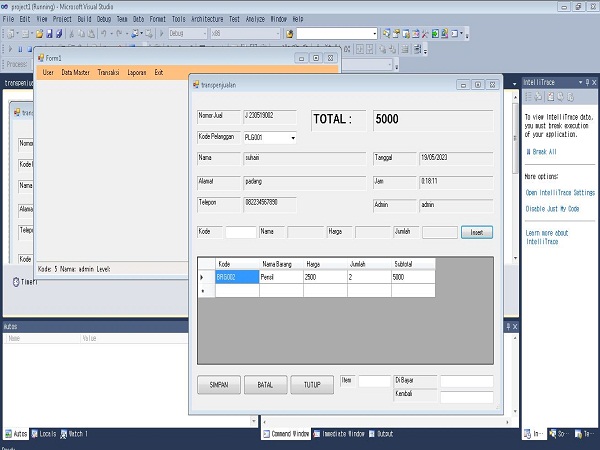 project1 (Running) - Microsoft Visual Studio
File Edit View Project Build Debug Team Data Format Tools Architecture Test Analyze Window Help
Debug x86
Process:
Form1
User Data Master Transaksi Laporan Exit
transpenjualan
Nomor Jual J 230519002
TOTAL : 5000
Kode Pelanggan PLG001
Nama suhari Tanggal 19/05/2023
Alamat padang Jam 0:18:11
Telepon 082234567890 Admin admin
Kode Nama Harga Jumlah Insert
Kode Nama Barang Harga Jumlah Subtotal
BRG002 Pensil 2500 2 5000
SIMPAN BATAL TUTUP Item Di Bayar
Kembali
Kode: 5 Nama: admin Level:
Timer1
IntelliTrace
To view IntelliTrace data,
you must break execution
of your application.
Break All
More options:
Open IntelliTrace Settings
Disable Just My Code
Learn more about
IntelliTrace
Autos
Name Value
Autos Locals Watch 1
Command Window Immediate Window Output
In... So... Te...